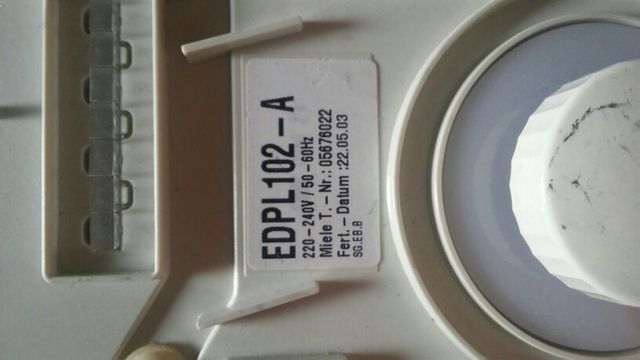 EDPL102-A
220-240V / 50-60Hz
Miele T.-Nr.: 05676022
Fert.-Datum :22.05.03
SG.EB.B